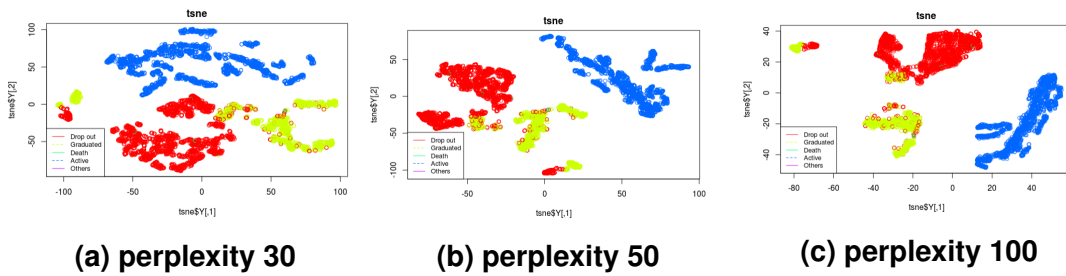 tsne
tsne$Y[,2]
100
50
0
-50
-100
-50
0
50
100
tsne$Y[,1]
Drop out
Graduated
Death
Active
Others
(a) perplexity 30
tsne
tsne$Y[,2]
50
0
-50
-100
-50
0
50
100
tsne$Y[,1]
Drop out
Graduated
Death
Active
Others
(b) perplexity 50
tsne
tsne$Y[,2]
40
20
0
-20
-40
-80
-60
-40
-20
0
20
40
tsne$Y[,1]
Drop out
Graduated
Death
Active
Others
(c) perplexity 100